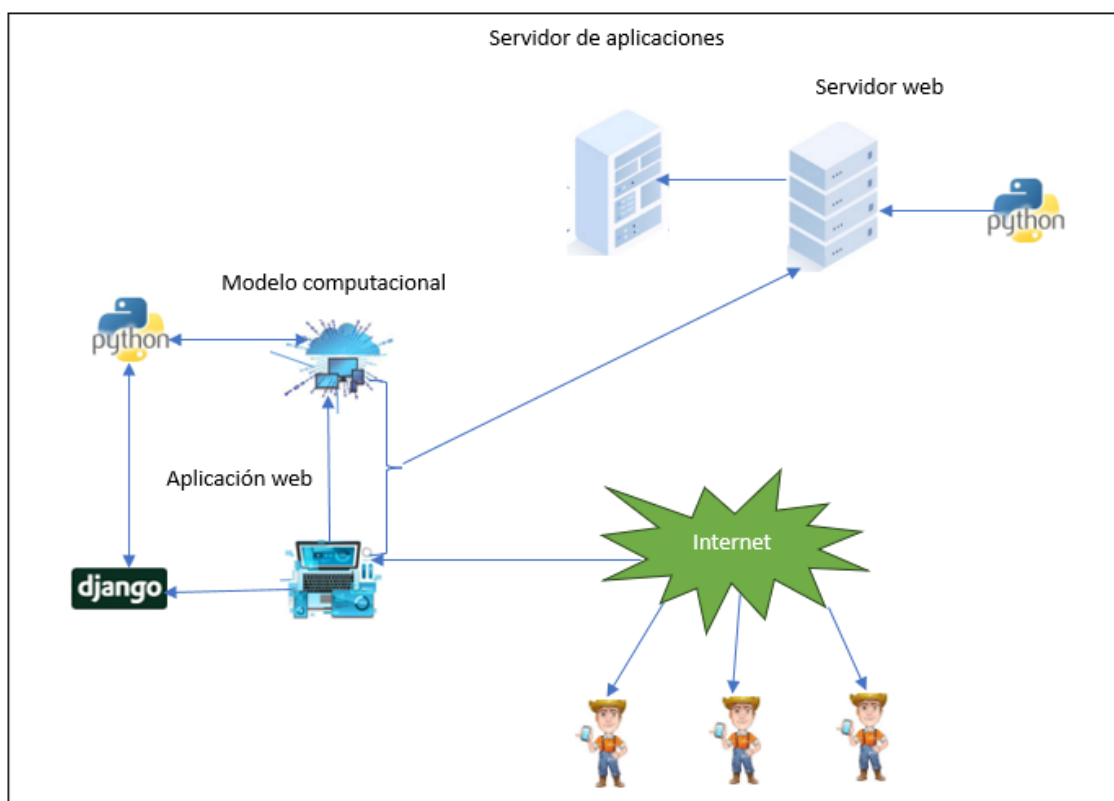 Servidor de aplicaciones
Servidor web
python
Modelo computacional
python
Aplicación web
Internet
django